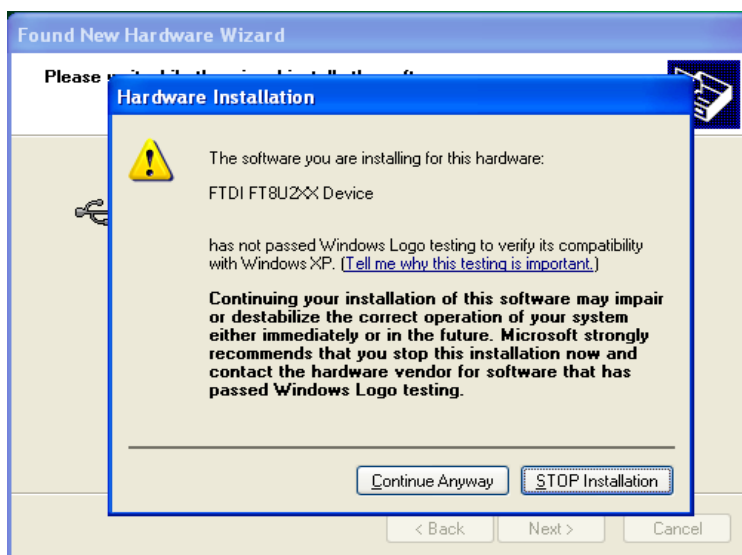 Found New Hardware Wizard
Please
Hardware Installation
The software you are installing for this hardware:
FTDI FT8U2XX Device
has not passed Windows Logo testing to verify its compatibility
with Windows XP. (Tell me why this testing is important.)
Continuing your installation of this software may impair
or destabilize the correct operation of your system
either immediately or in the future. Microsoft strongly
recommends that you stop this installation now and
contact the hardware vendor for software that has
passed Windows Logo testing.
Continue Anyway STOP Installation
< Back Next > Cancel